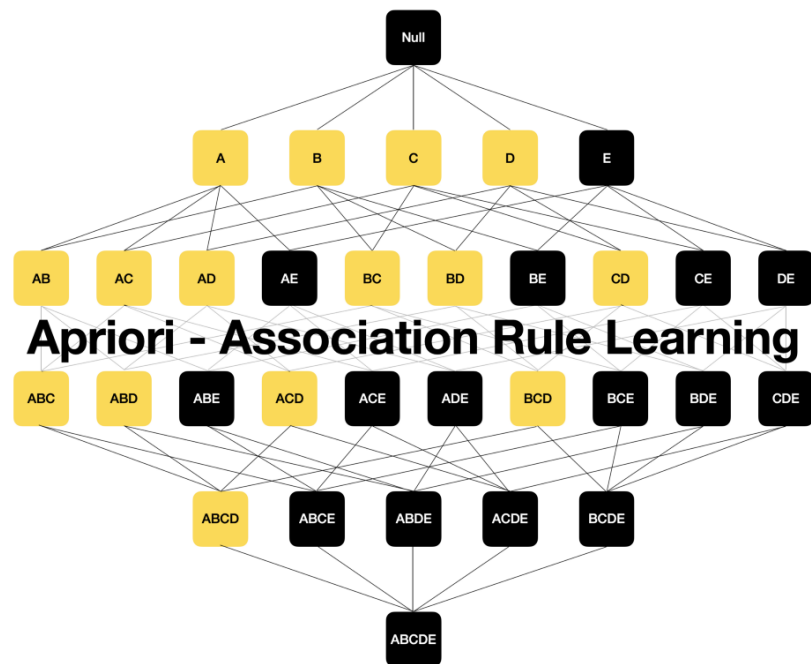 Null
A B C D E
AB AC AD AE BC BD BE CD CE DE
Apriori - Association Rule Learning
ABC ABD ABE ACD ACE ADE BCD BCE BDE CDE
ABCD ABCE ABDE ACDE BCDE
ABCDE